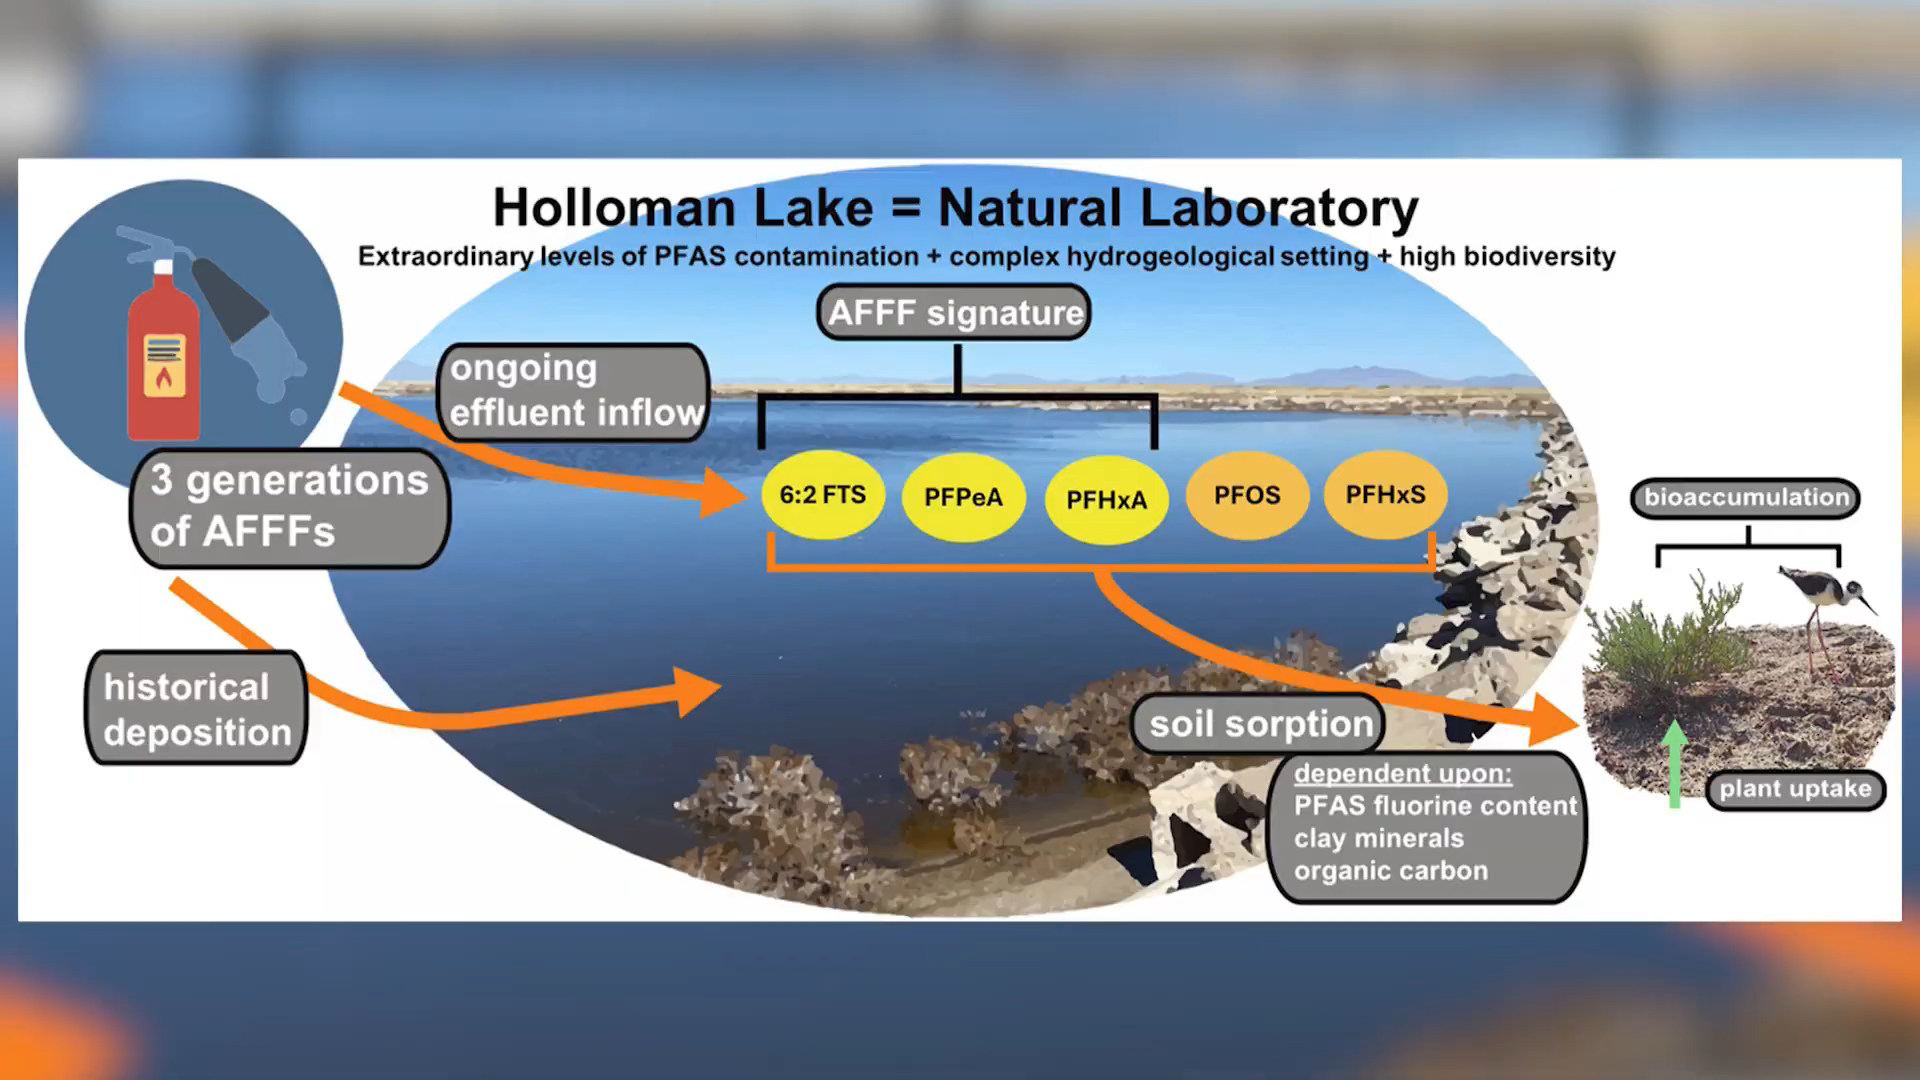 Holloman Lake = Natural Laboratory
Extraordinary levels of PFAS contamination + complex hydrogeological setting + high biodiversity
AFFF signature
ongoing
effluent inflow
3 generations
of AFFFs
6:2 FTS
PFPeA
PFHxA
PFOS
PFHxS
bioaccumulation
historical
deposition
soil sorption
dependent upon:
PFAS fluorine content
clay minerals
organic carbon
plant uptake